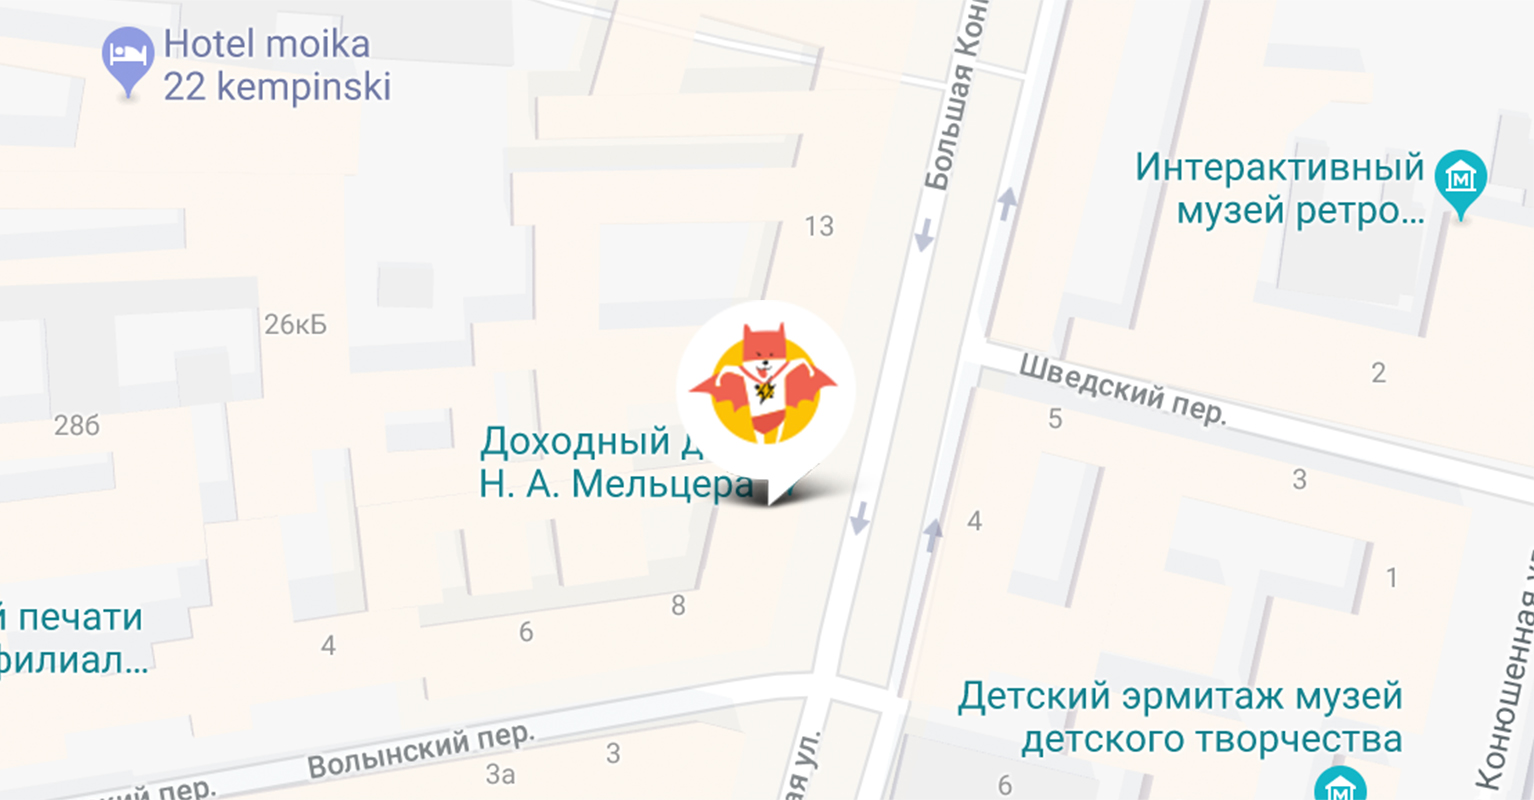 Hotel moika
22 kempinski
Большая
Интерактивный
музей ретро...
13
26кБ
2
Шведский пер.
28б
5
Доходный
Н. А. Мельцера
3
4
1
8
й печати
6
филиал...
4
Детский эрмитаж музей
детского творчества
Конюшенная
Волынский пер.
ул.
3
3а
6
пер.